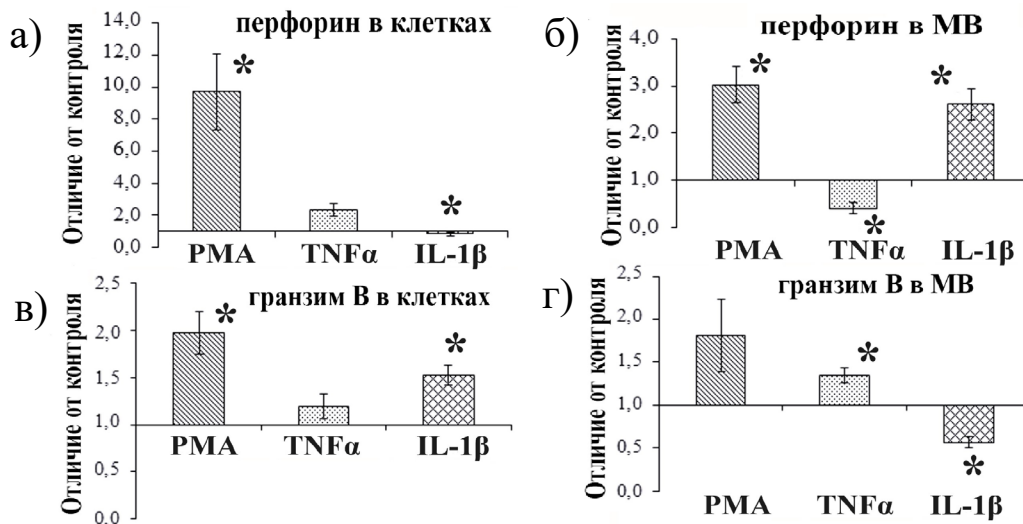 а)
перфорин в клетках
Отличие от контроля
14,0
12,0
10,0
8,0
6,0
4,0
2,0
0,0
*
*
PMA TNFα IL-1β
б)
перфорин в МВ
Отличие от контроля
4,0
3,0
2,0
1,0
0,0
*
*
*
PMA TNFα IL-1β
в)
гранзим В в клетках
Отличие от контроля
2,5
2,0
1,5
1,0
0,5
0,0
*
*
PMA TNFα IL-1β
г)
гранзим В в МВ
Отличие от контроля
2,5
2,0
1,5
1,0
0,5
0,0
*
*
PMA TNFα IL-1β